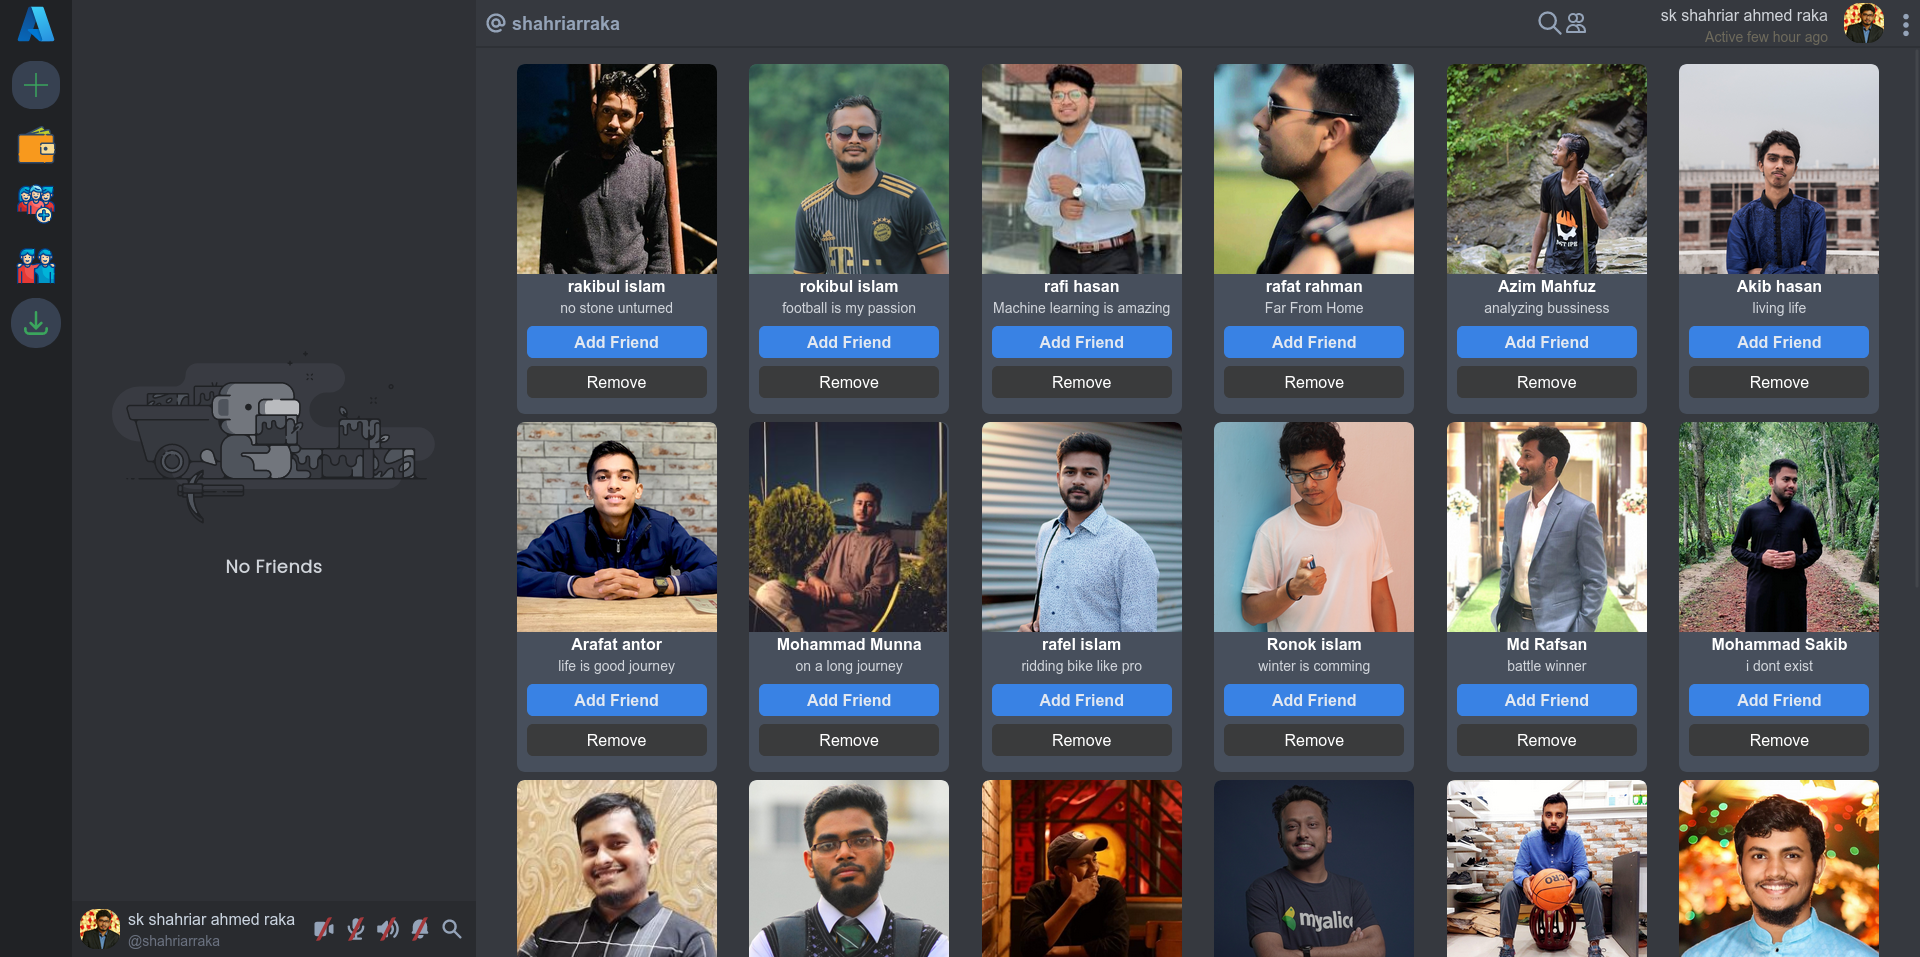 @ shahriarraka
sk shahriar ahmed raka
Active few hour ago
rakibul islam
no stone unturned
Add Friend
Remove
rokibul islam
football is my passion
Add Friend
Remove
rafi hasan
Machine learning is amazing
Add Friend
Remove
rafat rahman
Far From Home
Add Friend
Remove
Azim Mahfuz
analyzing bussiness
Add Friend
Remove
Akib hasan
living life
Add Friend
Remove
No Friends
Arafat antor
life is good journey
Add Friend
Remove
Mohammad Munna
on a long journey
Add Friend
Remove
rafel islam
ridding bike like pro
Add Friend
Remove
Ronok islam
winter is comming
Add Friend
Remove
Md Rafsan
battle winner
Add Friend
Remove
Mohammad Sakib
i dont exist
Add Friend
Remove
myalice
MICRO
sk shahriar ahmed raka
@shahriarraka